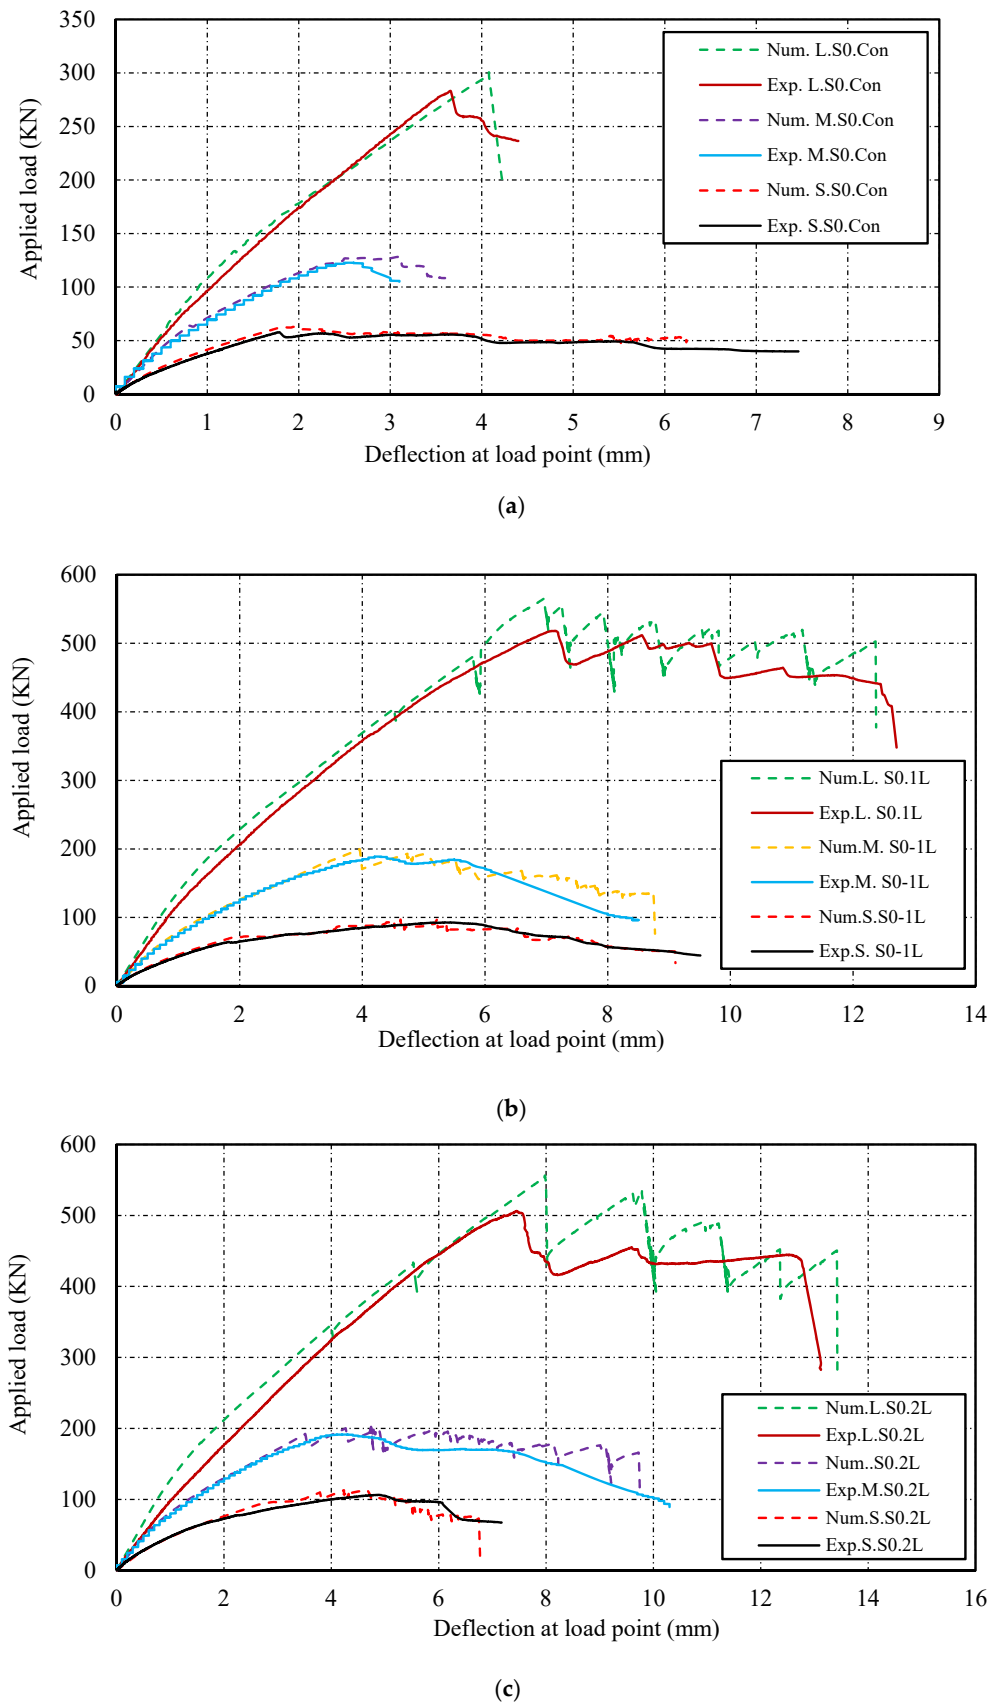 350
300
250
200
150
100
50
0
Applied load (KN)
Num. L.S0.Con
Exp. L.S0.Con
Num. M.S0.Con
Exp. M.S0.Con
Num. S.S0.Con
Exp. S.S0.Con
0 1 2 3 4 5 6 7 8 9
Deflection at load point (mm)
(a)
600
500
400
300
200
100
0
Applied load (KN)
Num.L. S0.1L
Exp.L. S0.1L
Num.M. S0-1L
Exp.M. S0-1L
Num.S.S0-1L
Exp.S. S0-1L
0 2 4 6 8 10 12 14
Deflection at load point (mm)
(b)
600
500
400
300
200
100
0
Applied load (KN)
Num.L.S0.2L
Exp.L.S0.2L
Num..S0.2L
Exp.M.S0.2L
Num.S.S0.2L
Exp.S.S0.2L
0 2 4 6 8 10 12 14 16
Deflection at load point (mm)
(c)